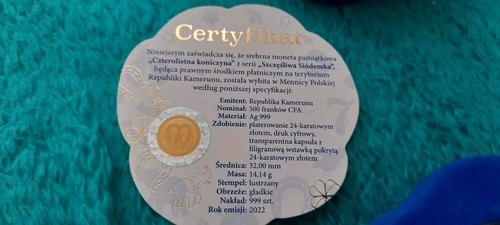 Certyfikat
Niniejszym zaświadcza się, że srebrna moneta pamiątkowa
„Czterolistna koniczyna" z serii „Szczęśliwa Siódemka",
będąca prawnym środkiem płatniczym na terytorium
Republiki Kamerunu, została wybita w Mennicy Polskiej
według poniższej specyfikacji:
Emitent: Republika Kamerunu
Nominał: 500 franków CFA
Materiał: Ag 999
Zdobienie: platerowanie 24-karatowym
złotem, druk cyfrowy,
transparentna kapsuła z
filigranową wstawką pokrytą
24-karatowym złotem
Średnica: 32,00 mm
Masa: 14,14 g
Stempel: lustrzany
Obrzeże: gładkie
Nakład: 999 szt.
Rok emisji: 2022